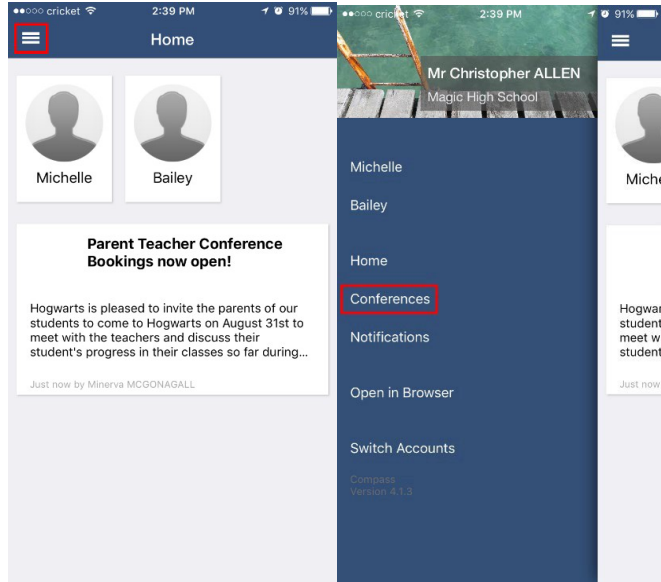 cricket 2:39 PM 91%
Home
Michelle Bailey
Parent Teacher Conference
Bookings now open!
Hogwarts is pleased to invite the parents of our
students to come to Hogwarts on August 31st to
meet with the teachers and discuss their
student's progress in their classes so far during...
Just now by Minerva MCGONAGALL
cricket 2:39 PM 91%
Mr Christopher ALLEN
Magic High School
Michelle
Bailey
Home
Conferences
Notifications
Open in Browser
Switch Accounts
Compass
Version 4.1.3
Miche
Hogwar
student
meet w
student
Just now